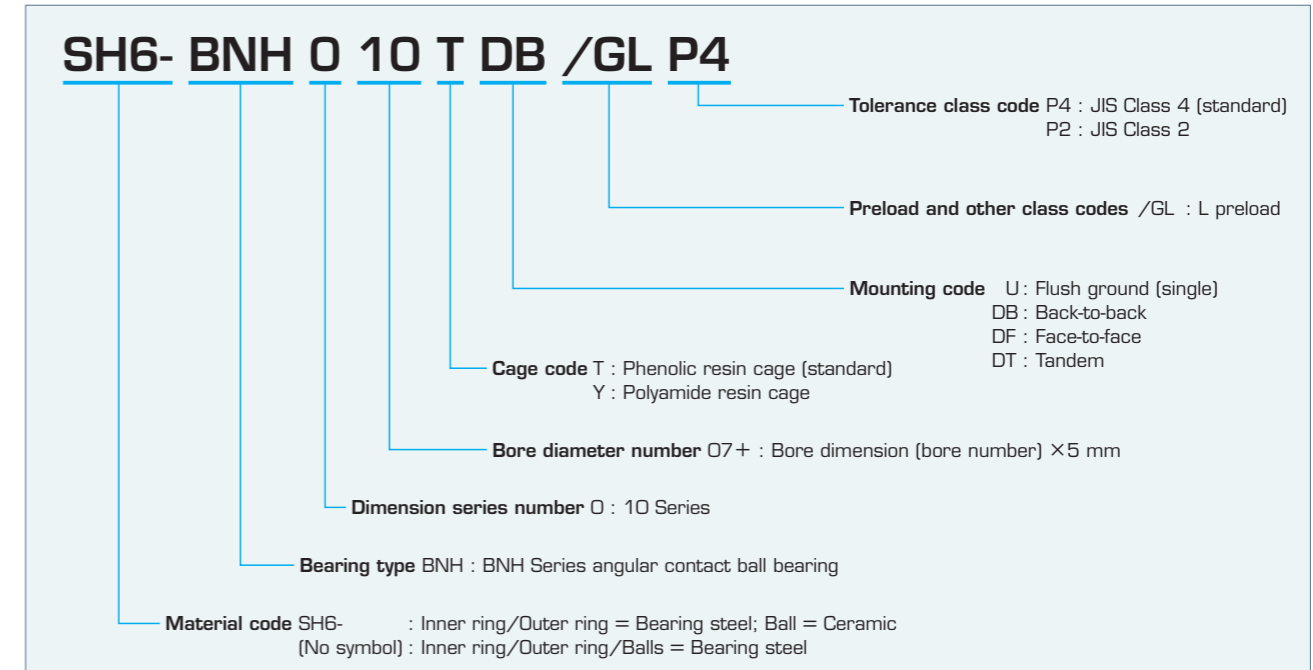 SH6- BNH 0 10 T DB /GL P4
Tolerance class code P4 : JIS Class 4 (standard)
P2 : JIS Class 2
Preload and other class codes /GL : L preload
Mounting code U : Flush ground (single)
DB : Back-to-back
DF : Face-to-face
DT : Tandem
Cage code T : Phenolic resin cage (standard)
Y : Polyamide resin cage
Bore diameter number 07+ : Bore dimension (bore number) ×5 mm
Dimension series number 0 : 10 Series
Bearing type BNH : BNH Series angular contact ball bearing
Material code SH6- : Inner ring/Outer ring = Bearing steel; Ball = Ceramic
(No symbol) : Inner ring/Outer ring/Balls = Bearing steel